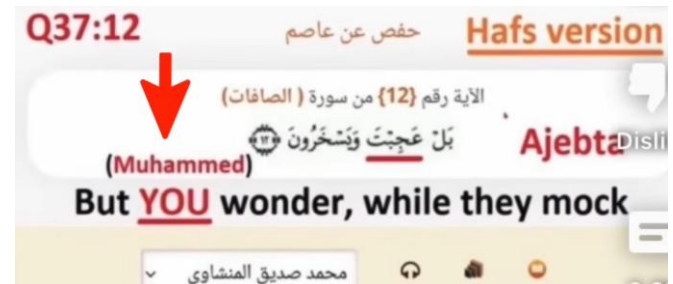 Q37:12 حفص عن عاصم Hafs version
الآية رقم {12} من سورة ( الصافات)
بَلْ عَجِبْتَ وَيَسْخَرُونَ ١٢ Ajebta
Disli
(Muhammed)
But YOU wonder, while they mock
محمد صديق المنشاوي